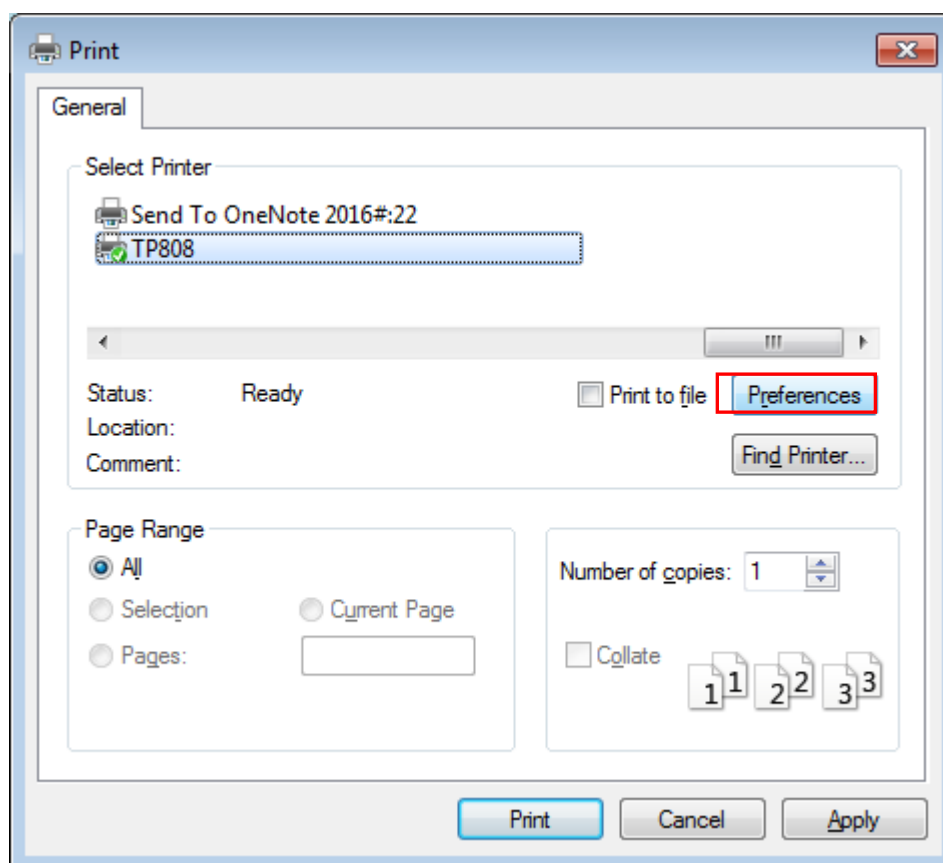 Print
General
Select Printer
Send To OneNote 2016#:22
TP808
Status: Ready
Print to file
Preferences
Location:
Comment:
Find Printer...
Page Range
All
Selection
Current Page
Pages:
Number of copies: 1
Collate
1 1 2 2 3 3
Print
Cancel
Apply